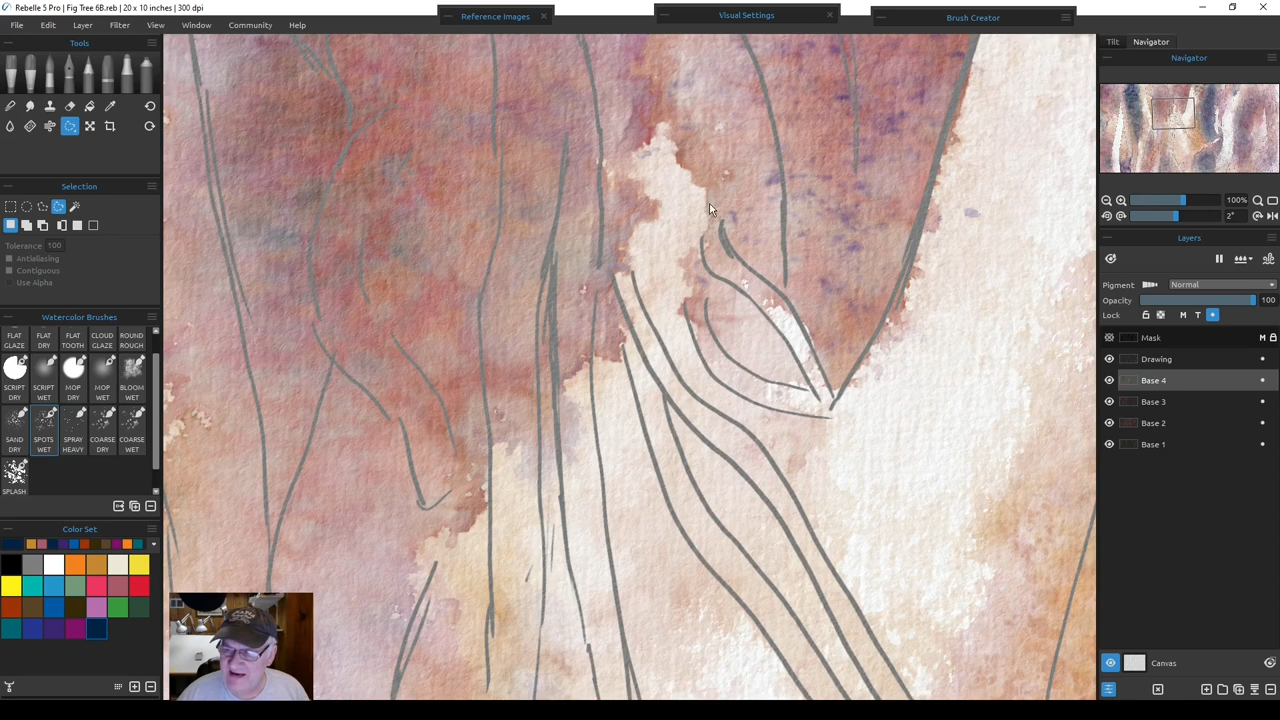 Rebelle 5 Pro | Fig Tree 6B.reb | 20 x 10 inches | 300 dpi
File Edit Layer Filter View Window Community Help
Reference Images
Visual Settings
Brush Creator
Tools
Selection
Tolerance 100
Antialiasing
Contiguous
Use Alpha
Watercolor Brushes
FLAT GLAZE
FLAT DRY
FLAT TOOTH
CLOUD GLAZE
ROUND ROUGH
SCRIPT DRY
SCRIPT WET
MOP DRY
MOP WET
BLOOM WET
SAND DRY
SPOTS WET
SPRAY HEAVY
COARSE DRY
COARSE WET
SPLASH
Color Set
Tilt Navigator
Navigator
100%
2°
Layers
Pigment Normal
Opacity 100
Lock M T
Mask M
Drawing
Base 4
Base 3
Base 2
Base 1
Canvas